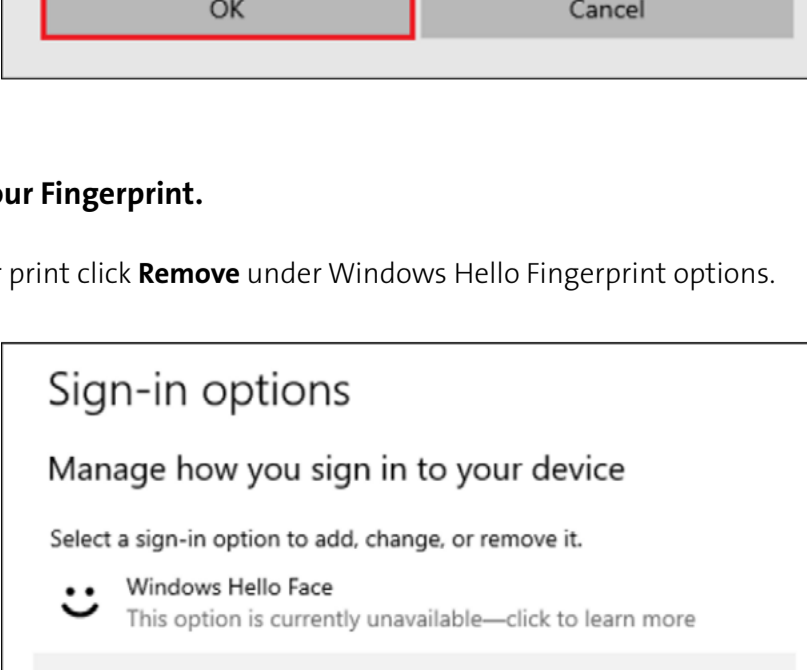 OK Cancel
our Fingerprint.
print click Remove under Windows Hello Fingerprint options.
Sign-in options
Manage how you sign in to your device
Select a sign-in option to add, change, or remove it.
Windows Hello Face
This option is currently unavailable—click to learn more